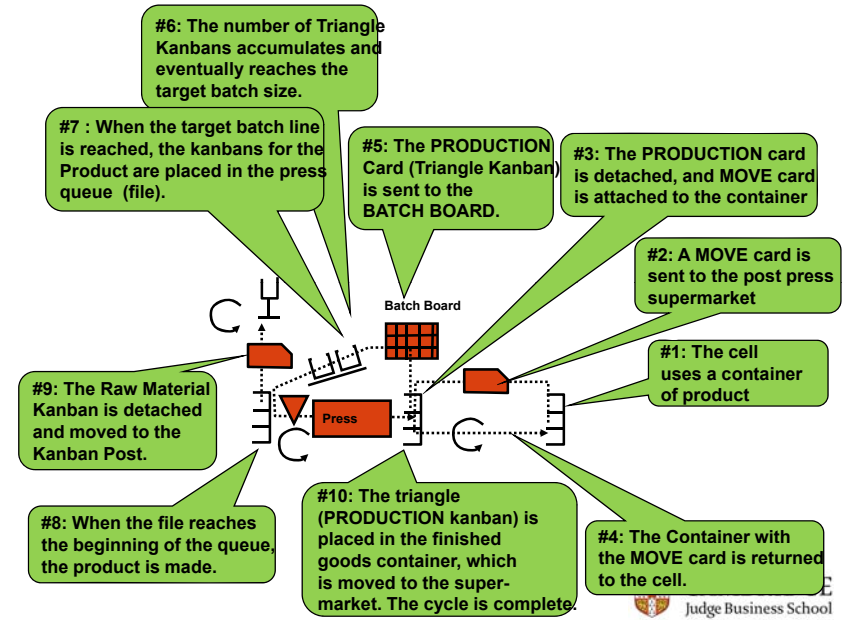 #6: The number of Triangle
Kanbans accumulates and
eventually reaches the
target batch size.
#7 : When the target batch line
is reached, the kanbans for the
Product are placed in the press
queue  (file).
#5: The PRODUCTION
Card (Triangle Kanban)
is sent to the
BATCH BOARD.
#3: The PRODUCTION card
is detached, and MOVE card
is attached to the container
#2: A MOVE card is
sent to the post press
supermarket
Batch Board
#1: The cell
uses a container
of product
#9: The Raw Material
Kanban is detached
and moved to the
Kanban Post.
Press
#10: The triangle
(PRODUCTION kanban) is
placed in the finished
goods container, which
is moved to the super-
market. The cycle is complete.
#8: When the file reaches
the beginning of the queue,
the product is made.
#4: The Container with
the MOVE card is returned
to the cell.
Judge Business School